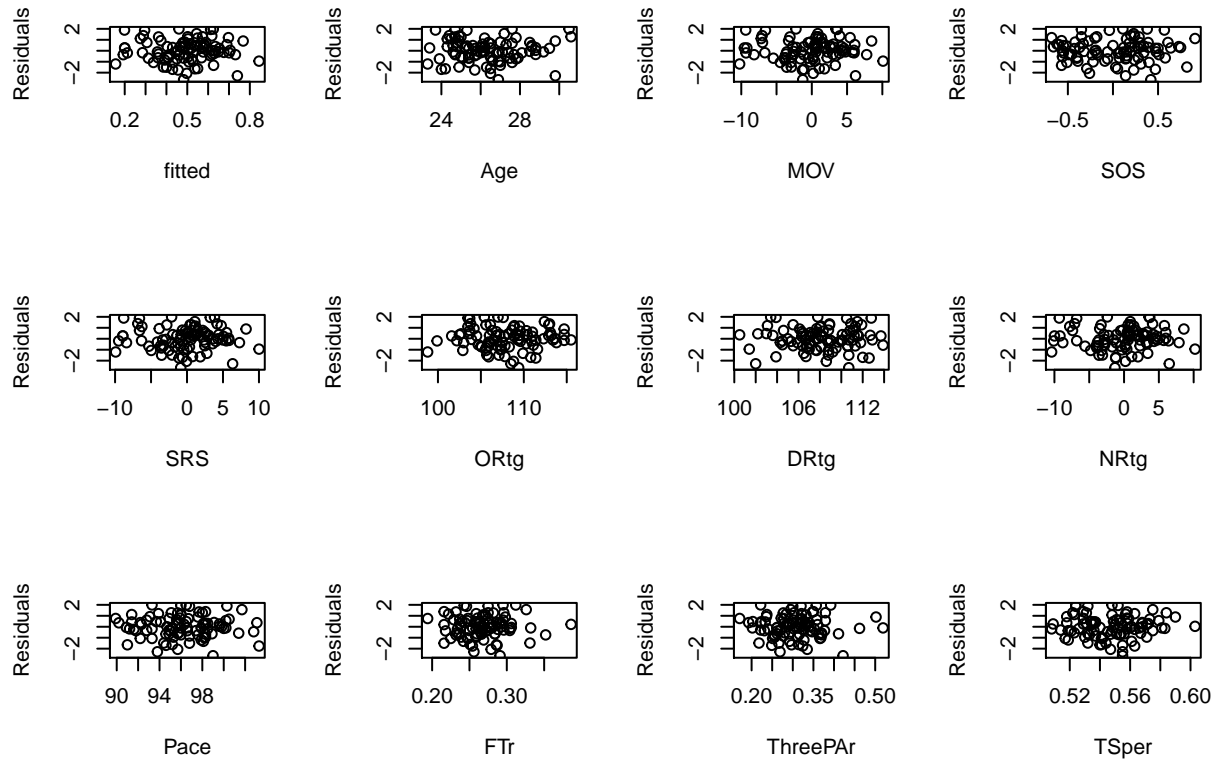 Residuals
2
−2
0.2 0.5 0.8
fitted
Residuals
2
−2
24 28
Age
Residuals
2
−2
−10 0 5
MOV
Residuals
2
−2
−0.5 0.5
SOS
Residuals
2
−2
−10 0 5 10
SRS
Residuals
2
−2
100 110
ORtg
Residuals
2
−2
100 106 112
DRtg
Residuals
2
−2
−10 0 5
NRtg
Residuals
2
−2
90 94 98
Pace
Residuals
2
−2
0.20 0.30
FTr
Residuals
2
−2
0.20 0.35 0.50
ThreePAr
Residuals
2
−2
0.52 0.56 0.60
TSper